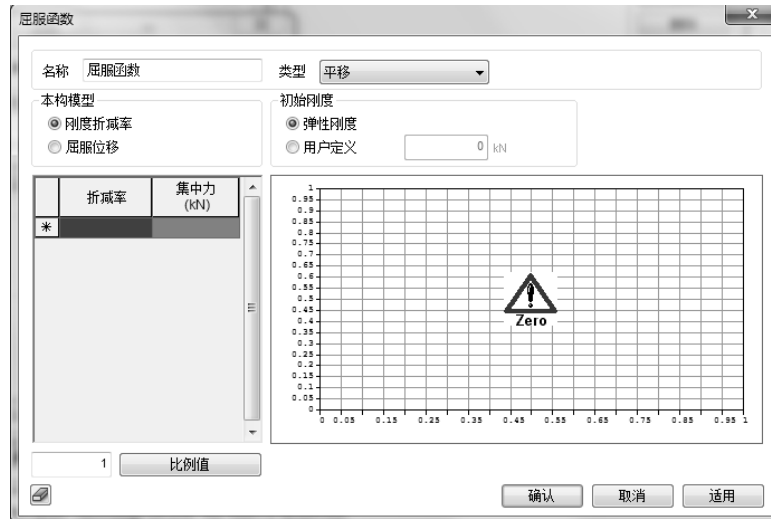 屈服函数
名称 屈服函数 类型 平移
本构模型 初始刚度
刚度折减率 弹性刚度
屈服位移 用户定义 0 kN
折减率 集中力
(kN)
*
1
0.95
0.9
0.85
0.8
0.75
0.7
0.65
0.6
0.55
0.5
0.45
0.4
0.35
0.3
0.25
0.2
0.15
0.1
0.05
0
Zero
0 0.05 0.15 0.25 0.35 0.45 0.55 0.65 0.75 0.85 0.95 1
1 比例值
确认 取消 适用